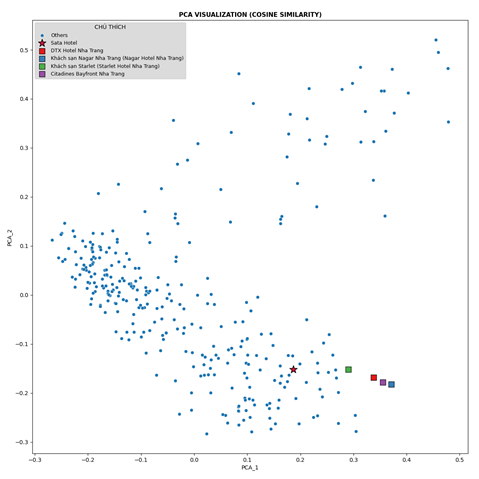 PCA VISUALIZATION (COSINE SIMILARITY)
CHÚ THÍCH
Others
Sata Hotel
DTX Hotel Nha Trang
Khách sạn Nagar Nha Trang (Nagar Hotel Nha Trang)
Khách sạn Starlet (Starlet Hotel Nha Trang)
Citadines Bayfront Nha Trang
PCA_2
0.5
0.4
0.3
0.2
0.1
0.0
−0.1
−0.2
−0.3
−0.3
−0.2
−0.1
0.0
0.1
0.2
0.3
0.4
0.5
PCA_1